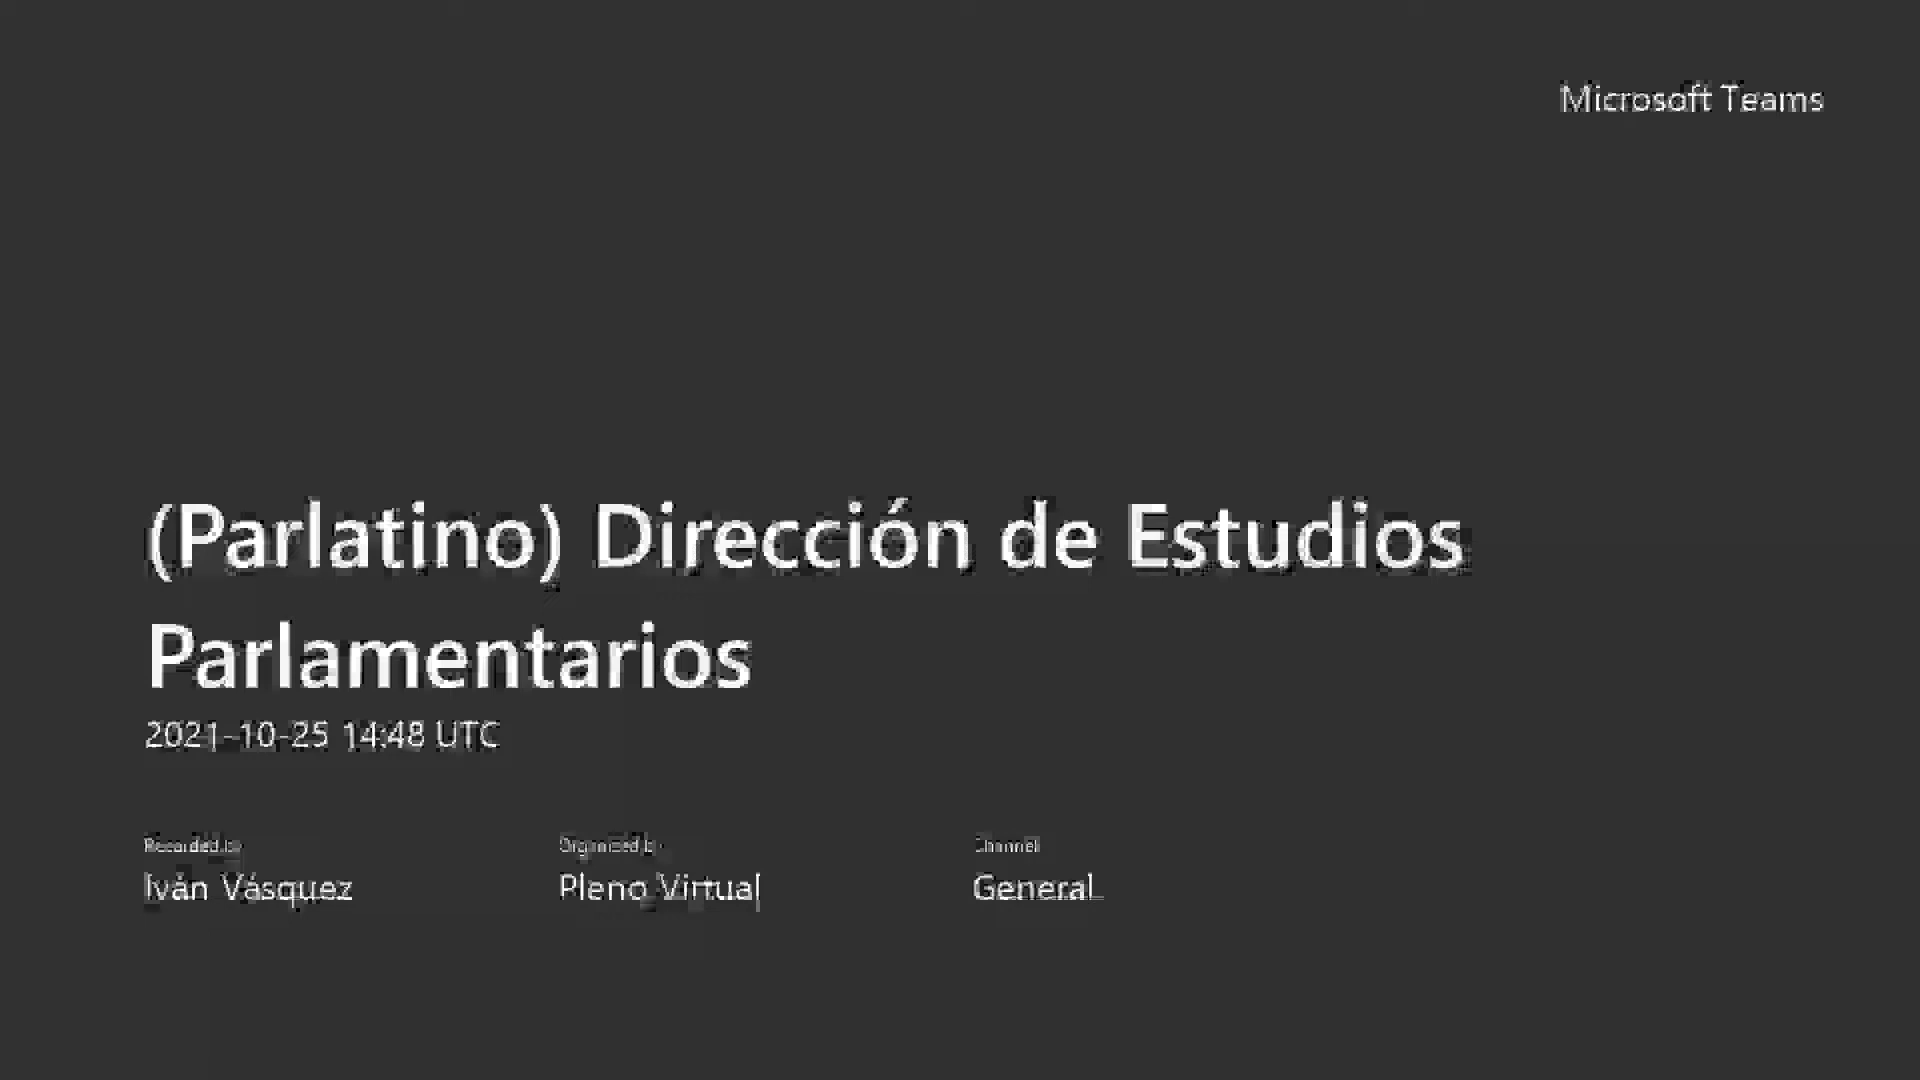 Microsoft Teams
(Parlatino) Dirección de Estudios
Parlamentarios
2021-10-25 14:48 UTC
Recorded by Organized by Channel
Iván Vásquez Pleno Virtual General